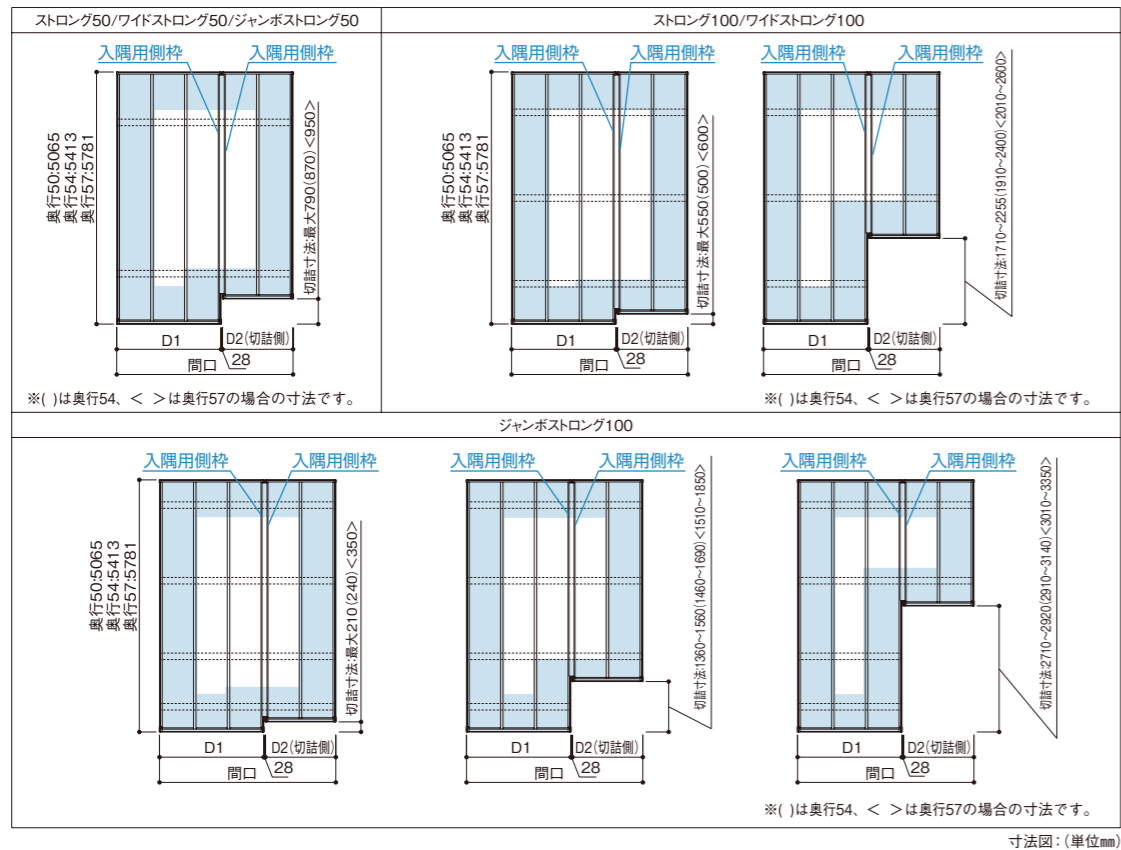 ストロング50/ワイドストロング50/ジャンボストロング50
入隅用側枠
入隅用側枠
奥行50:5065
奥行54:5413
奥行57:5781
切詰寸法:最大790(870)<950>
D1
D2(切詰側)
間口
28
※( )は奥行54、< >は奥行57の場合の寸法です。
ストロング100/ワイドストロング100
入隅用側枠
入隅用側枠
奥行50:5065
奥行54:5413
奥行57:5781
切詰寸法:最大550(500)<600>
D1
D2(切詰側)
間口
28
入隅用側枠
入隅用側枠
切詰寸法:1710~2255(1910~2400)<2010~2600>
D1
D2(切詰側)
間口
28
※( )は奥行54、< >は奥行57の場合の寸法です。
ジャンボストロング100
入隅用側枠
入隅用側枠
奥行50:5065
奥行54:5413
奥行57:5781
切詰寸法:最大210(240)<350>
D1
D2(切詰側)
間口
28
入隅用側枠
入隅用側枠
切詰寸法:1360~1560(1460~1690)<1510~1850>
D1
D2(切詰側)
間口
28
入隅用側枠
入隅用側枠
切詰寸法:2710~2920(2910~3140)<3010~3350>
D1
D2(切詰側)
間口
28
※( )は奥行54、< >は奥行57の場合の寸法です。
寸法図:(単位㎜)